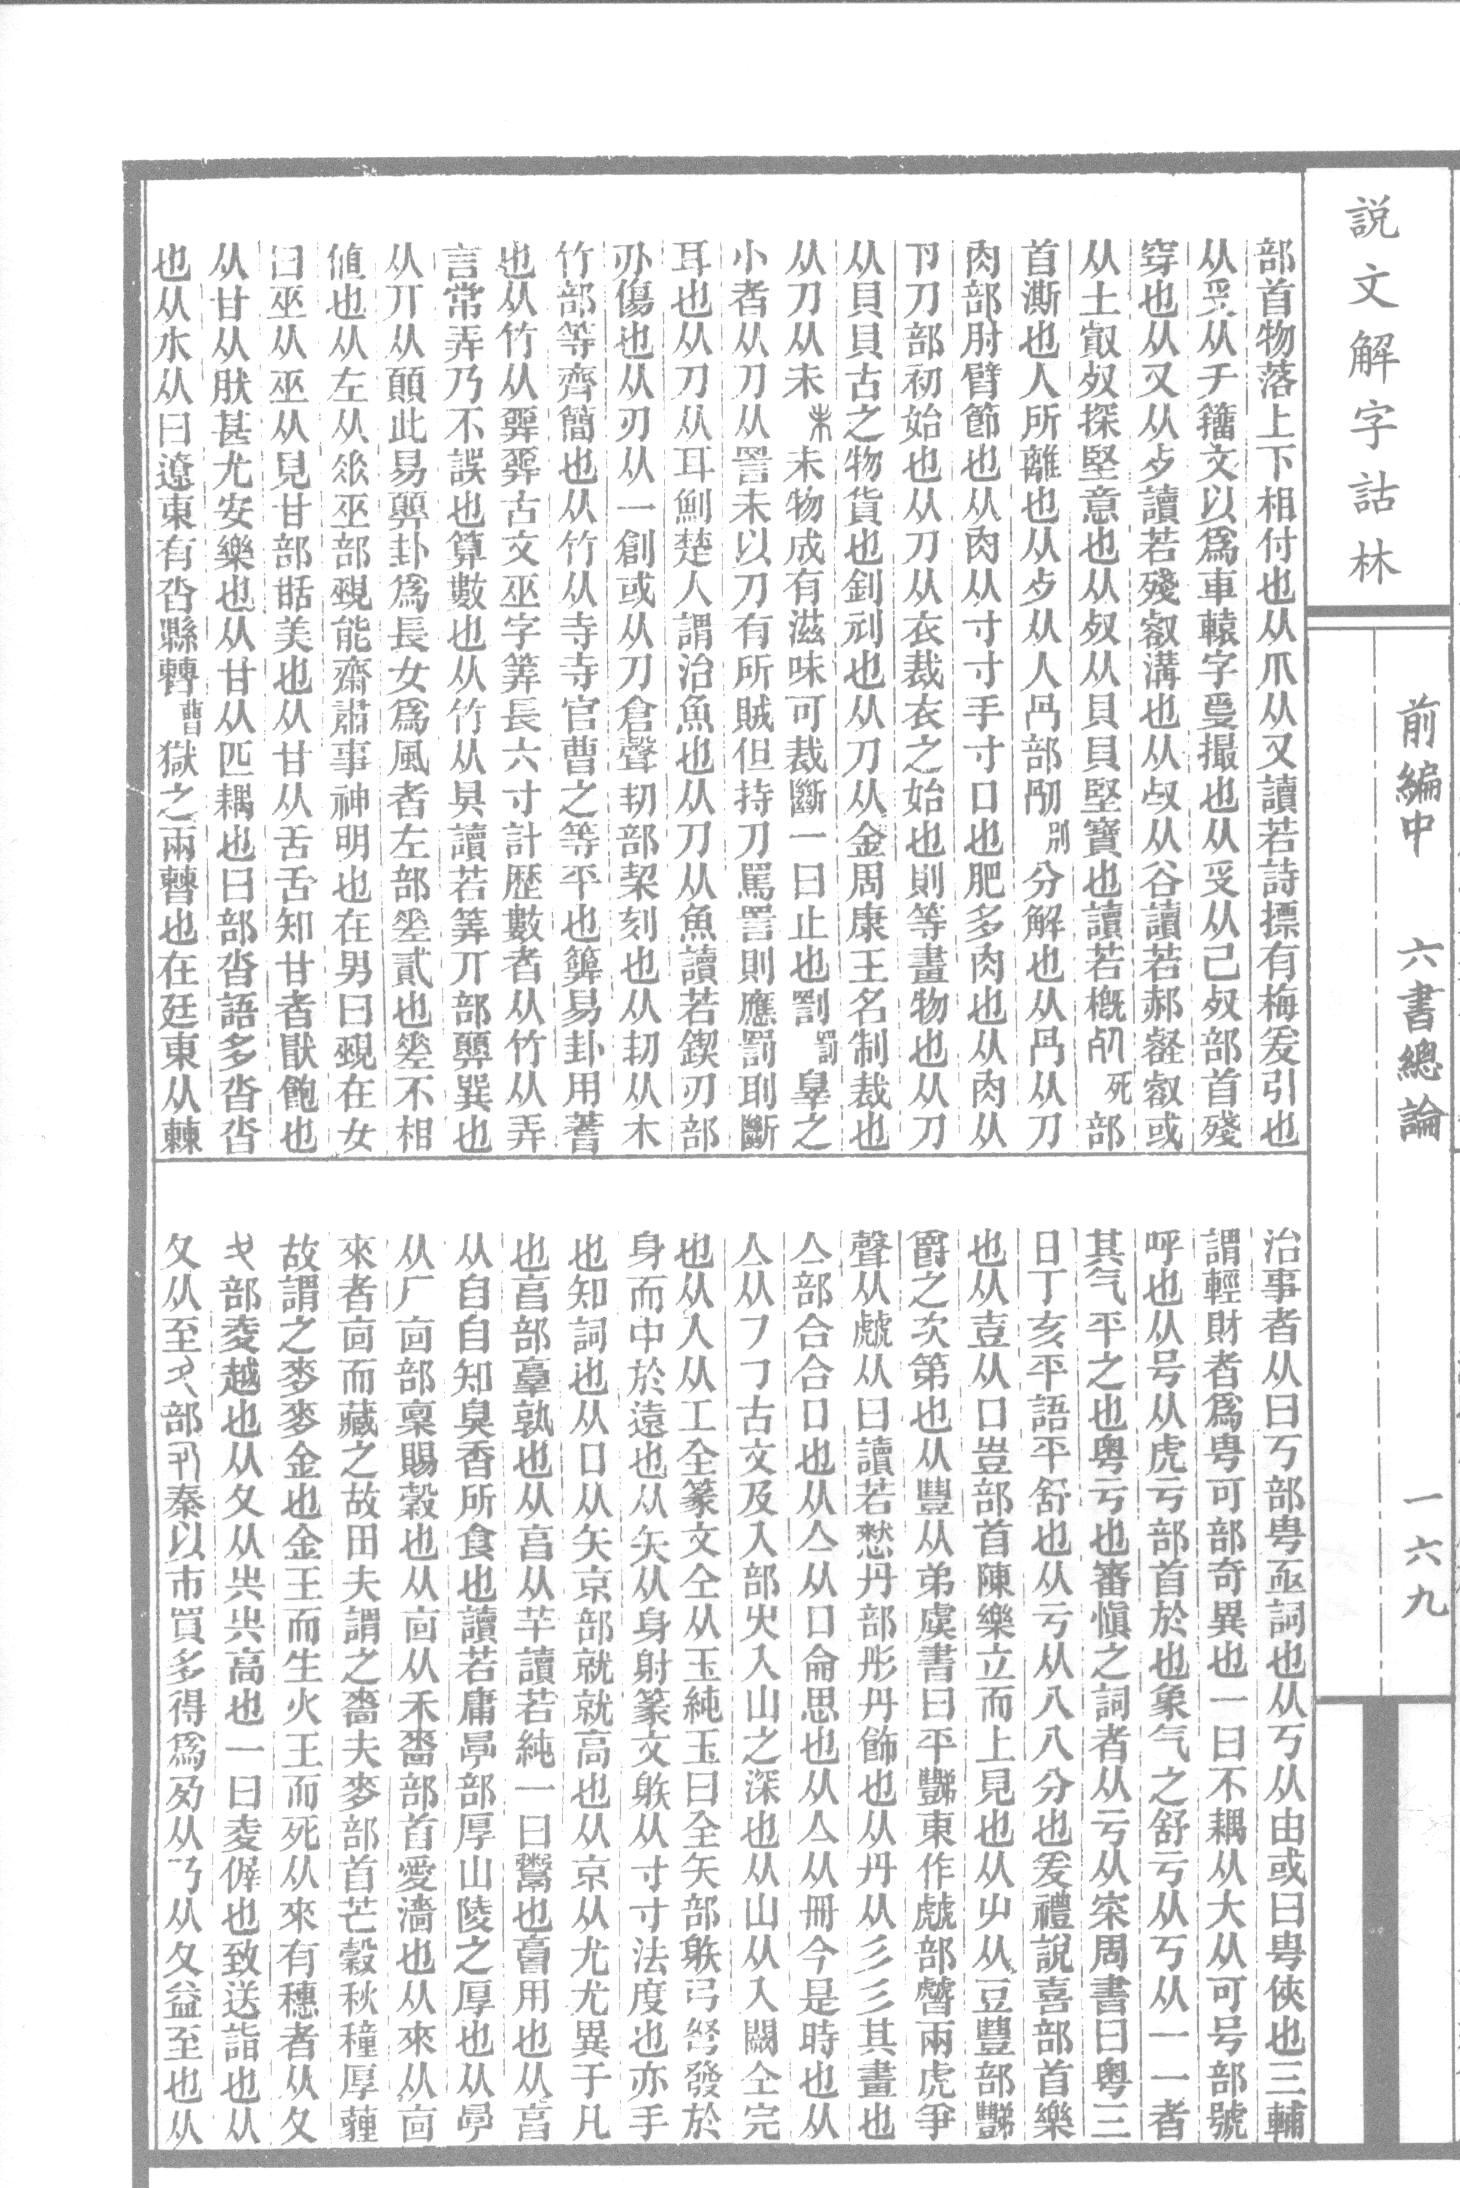 説文解字詁林
前編中　六書總論
一六九
部首物落上下相付也从爪从又讀若詩摽有梅爰引也
从𠬪从于籀文以爲車轅字𠭥撮也从𠬪从己𣦼部首殘
穿也从又从歺讀若殘叡溝也从𣦼从谷讀若郝壑叡或
从土㕡𣦼探堅意也从𣦼从貝貝堅寶也讀若概𣦸死部
首澌也人所離也从歺从人冎部𠛰別分解也从冎从刀
肉部肘臂節也从肉从寸寸手寸口也肥多肉也从肉从
卪刀部初始也从刀从衣裁衣之始也則等畫物也从刀
从貝貝古之物貨也釗刓也从刀从金周康王名制裁也
从刀从未𣎵未物成有滋味可裁斷一曰止也罰罰辠之
小者从刀从詈未以刀有所賊但持刀罵詈則應罰刵斷
耳也从刀从耳魝楚人謂治魚也从刀从魚讀若鍥刃部
刅傷也从刃从一創或从刀倉聲㓞部栔刻也从㓞从木
竹部等齊簡也从竹从寺寺官曹之等平也簭易卦用蓍
也从竹从𢍮𢍮古文巫字筭長六寸計歷數者从竹从弄
言常弄乃不誤也算數也从竹从具讀若筭丌部顨巽也
从丌从頨此易顨卦爲長女爲風者左部𢀩貳也𢀩不相
値也从左从𠂹巫部覡能齋肅事神明也在男曰覡在女
曰巫从巫从見甘部甛美也从甘从舌舌知甘者猒飽也
从甘从肰甚尤安樂也从甘从匹耦也曰部沓語多沓沓
也从水从曰遼東有沓縣𣍘曹獄之兩𣍘也在廷東从㯥
治事者从曰丂部甹亟詞也从丂从由或曰甹俠也三輔
謂輕財者爲甹可部奇異也一曰不耦从大从可号部號
呼也从号从虎亏部首於也象气之舒亏从丂从一一者
其气平之也粤亏也審愼之詞者从亏从宷周書曰粤三
日丁亥平語平舒也从亏从八八分也爰禮說喜部首樂
也从壴从口豈部首陳樂立而上見也从屮从豆豐部豑
爵之次第也从豐从弟虞書曰平豑東作虤部𧇭兩虎爭
聲从虤从曰讀若憖丹部彤丹飾也从丹从彡彡其畫也
亼部合合口也从亼从口侖思也从亼从冊今是時也从
亼从㇇㇇古文及入部㞥入山之深也从山从入闕仝完
也从入从工全篆文仝从玉純玉曰全矢部躲弓弩發於
身而中於遠也从矢从身射篆文躲从寸寸法度也亦手
也知詞也从口从矢京部就就高也从京从尤尤異于凡
也亯部𦎫孰也从亯从羊讀若純一曰鬻也𠅷用也从亯
从自自知臭香所食也讀若庸㫗部厚山陵之厚也从㫗
从厂㐭部稟賜穀也从㐭从禾嗇部首愛濇也从來从㐭
來者㐭而藏之故田夫謂之嗇夫麥部首芒穀秋種厚薶
故謂之麥麥金也金王而生火王而死从來有穗者从夊
夊部夌越也从夊从𡴆𡴆高也一曰夌徲也致送詣也从
夊从至夂部𡕒秦以市買多得爲夃从乃从夂益至也从